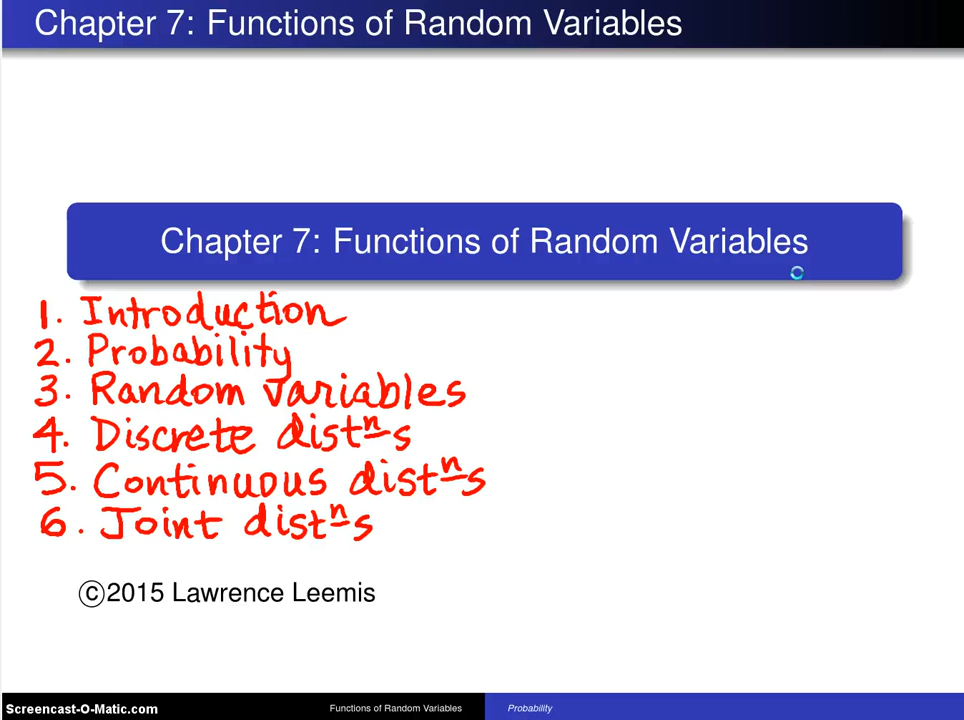 Chapter 7: Functions of Random Variables
Chapter 7: Functions of Random Variables
1. Introduction
2. Probability
3. Random variables
4. Discrete distⁿs
5. Continuous distⁿs
6. Joint distⁿs
©2015 Lawrence Leemis
Screencast-O-Matic.com Functions of Random Variables Probability